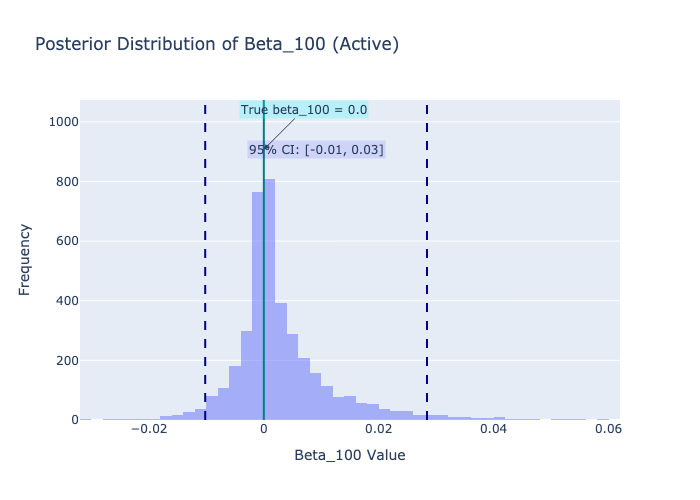 Posterior Distribution of Beta_100 (Active)
True beta_100 = 0.0
95% CI: [-0.01, 0.03]
1000
800
600
400
200
0
Frequency
−0.02
0
0.02
0.04
0.06
Beta_100 Value